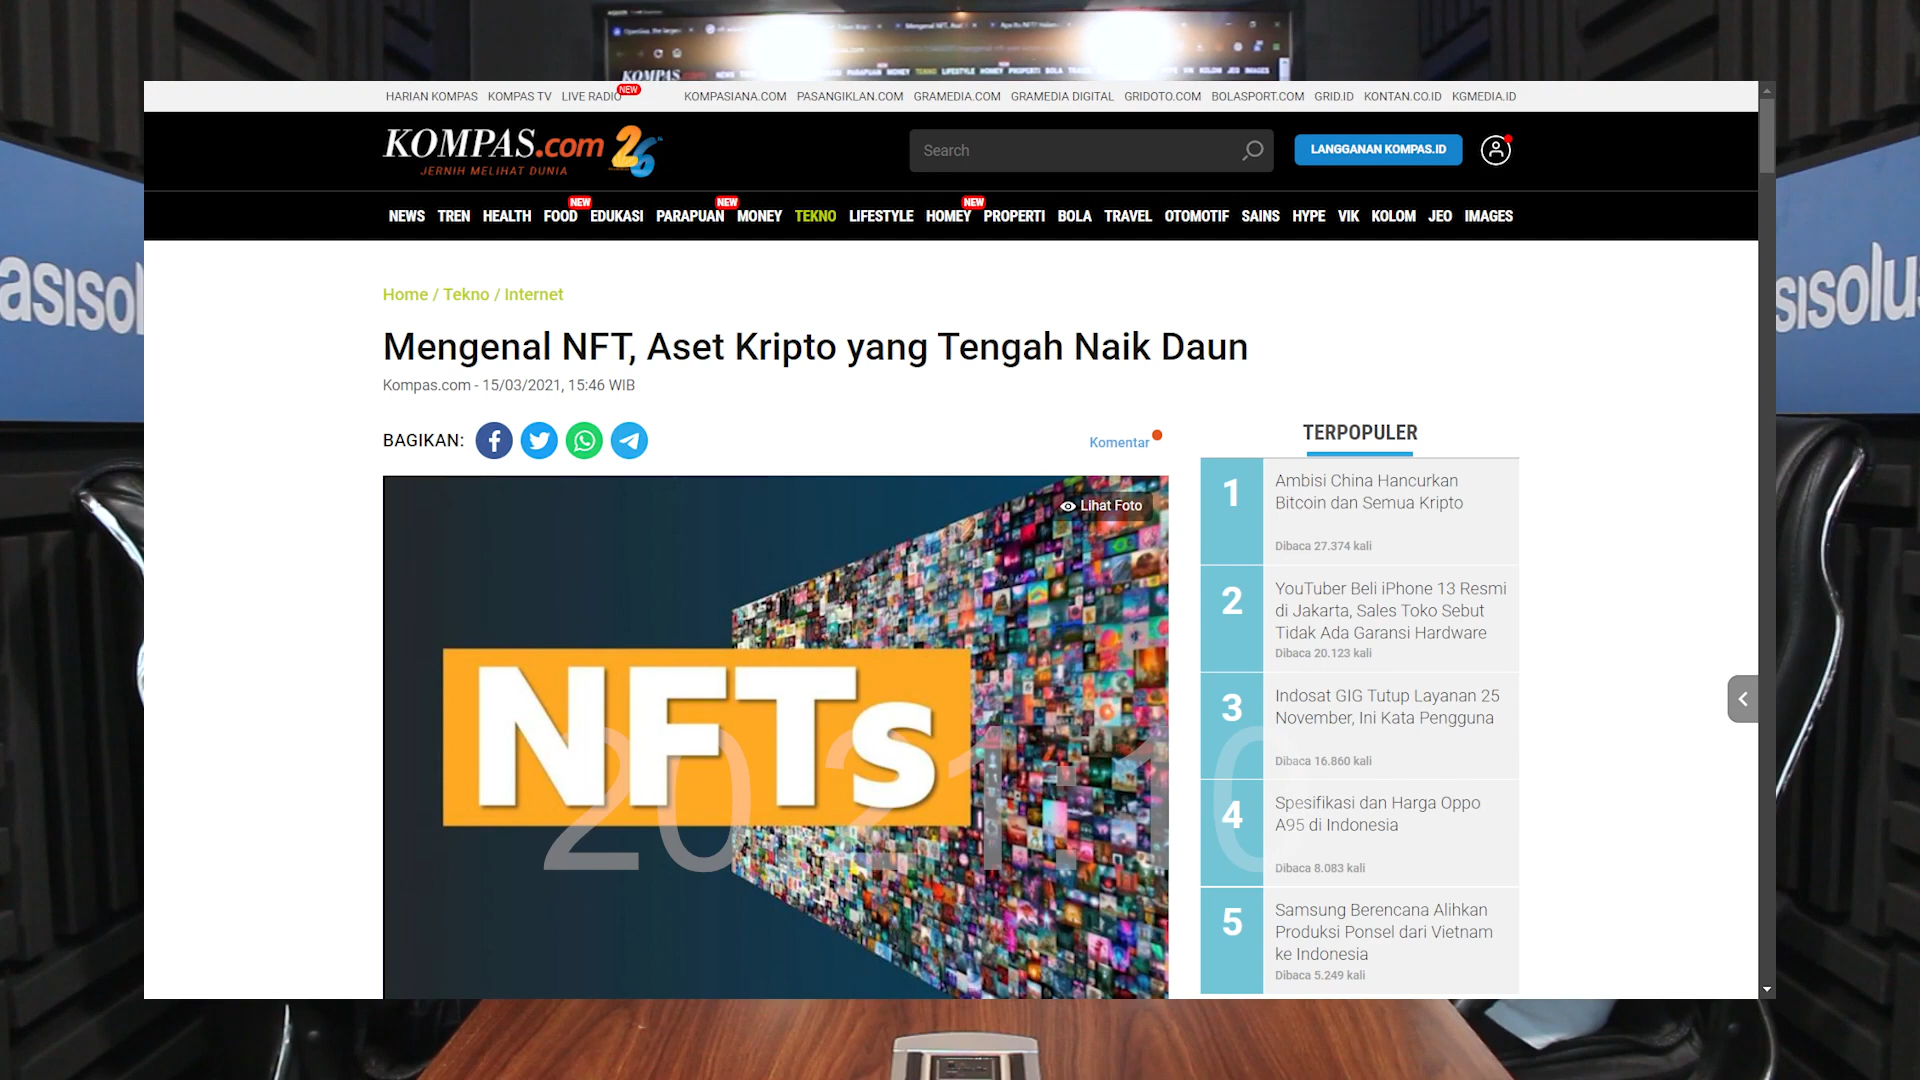 KOMPAS
HARIAN KOMPAS KOMPAS TV LIVE RADIO NEW KOMPASIANA.COM PASANGIKLAN.COM GRAMEDIA.COM GRAMEDIA DIGITAL GRIDOTO.COM BOLASPORT.COM GRID.ID KONTAN.CO.ID KGMEDIA.ID
KOMPAS.com 26
JERNIH MELIHAT DUNIA
Search
LANGGANAN KOMPAS.ID
NEW NEW NEW
NEWS TREN HEALTH FOOD EDUKASI PARAPUAN MONEY TEKNO LIFESTYLE HOMEY PROPERTI BOLA TRAVEL OTOMOTIF SAINS HYPE VIK KOLOM JEO IMAGES
asisol
sisolu
Home / Tekno / Internet
Mengenal NFT, Aset Kripto yang Tengah Naik Daun
Kompas.com - 15/03/2021, 15:46 WIB
BAGIKAN:
Komentar
Lihat Foto
NFTs
TERPOPULER
1
Ambisi China Hancurkan
Bitcoin dan Semua Kripto
Dibaca 27.374 kali
2
YouTuber Beli iPhone 13 Resmi
di Jakarta, Sales Toko Sebut
Tidak Ada Garansi Hardware
Dibaca 20.123 kali
3
Indosat GIG Tutup Layanan 25
November, Ini Kata Pengguna
Dibaca 16.860 kali
4
Spesifikasi dan Harga Oppo
A95 di Indonesia
Dibaca 8.083 kali
5
Samsung Berencana Alihkan
Produksi Ponsel dari Vietnam
ke Indonesia
Dibaca 5.249 kali
20:21:10